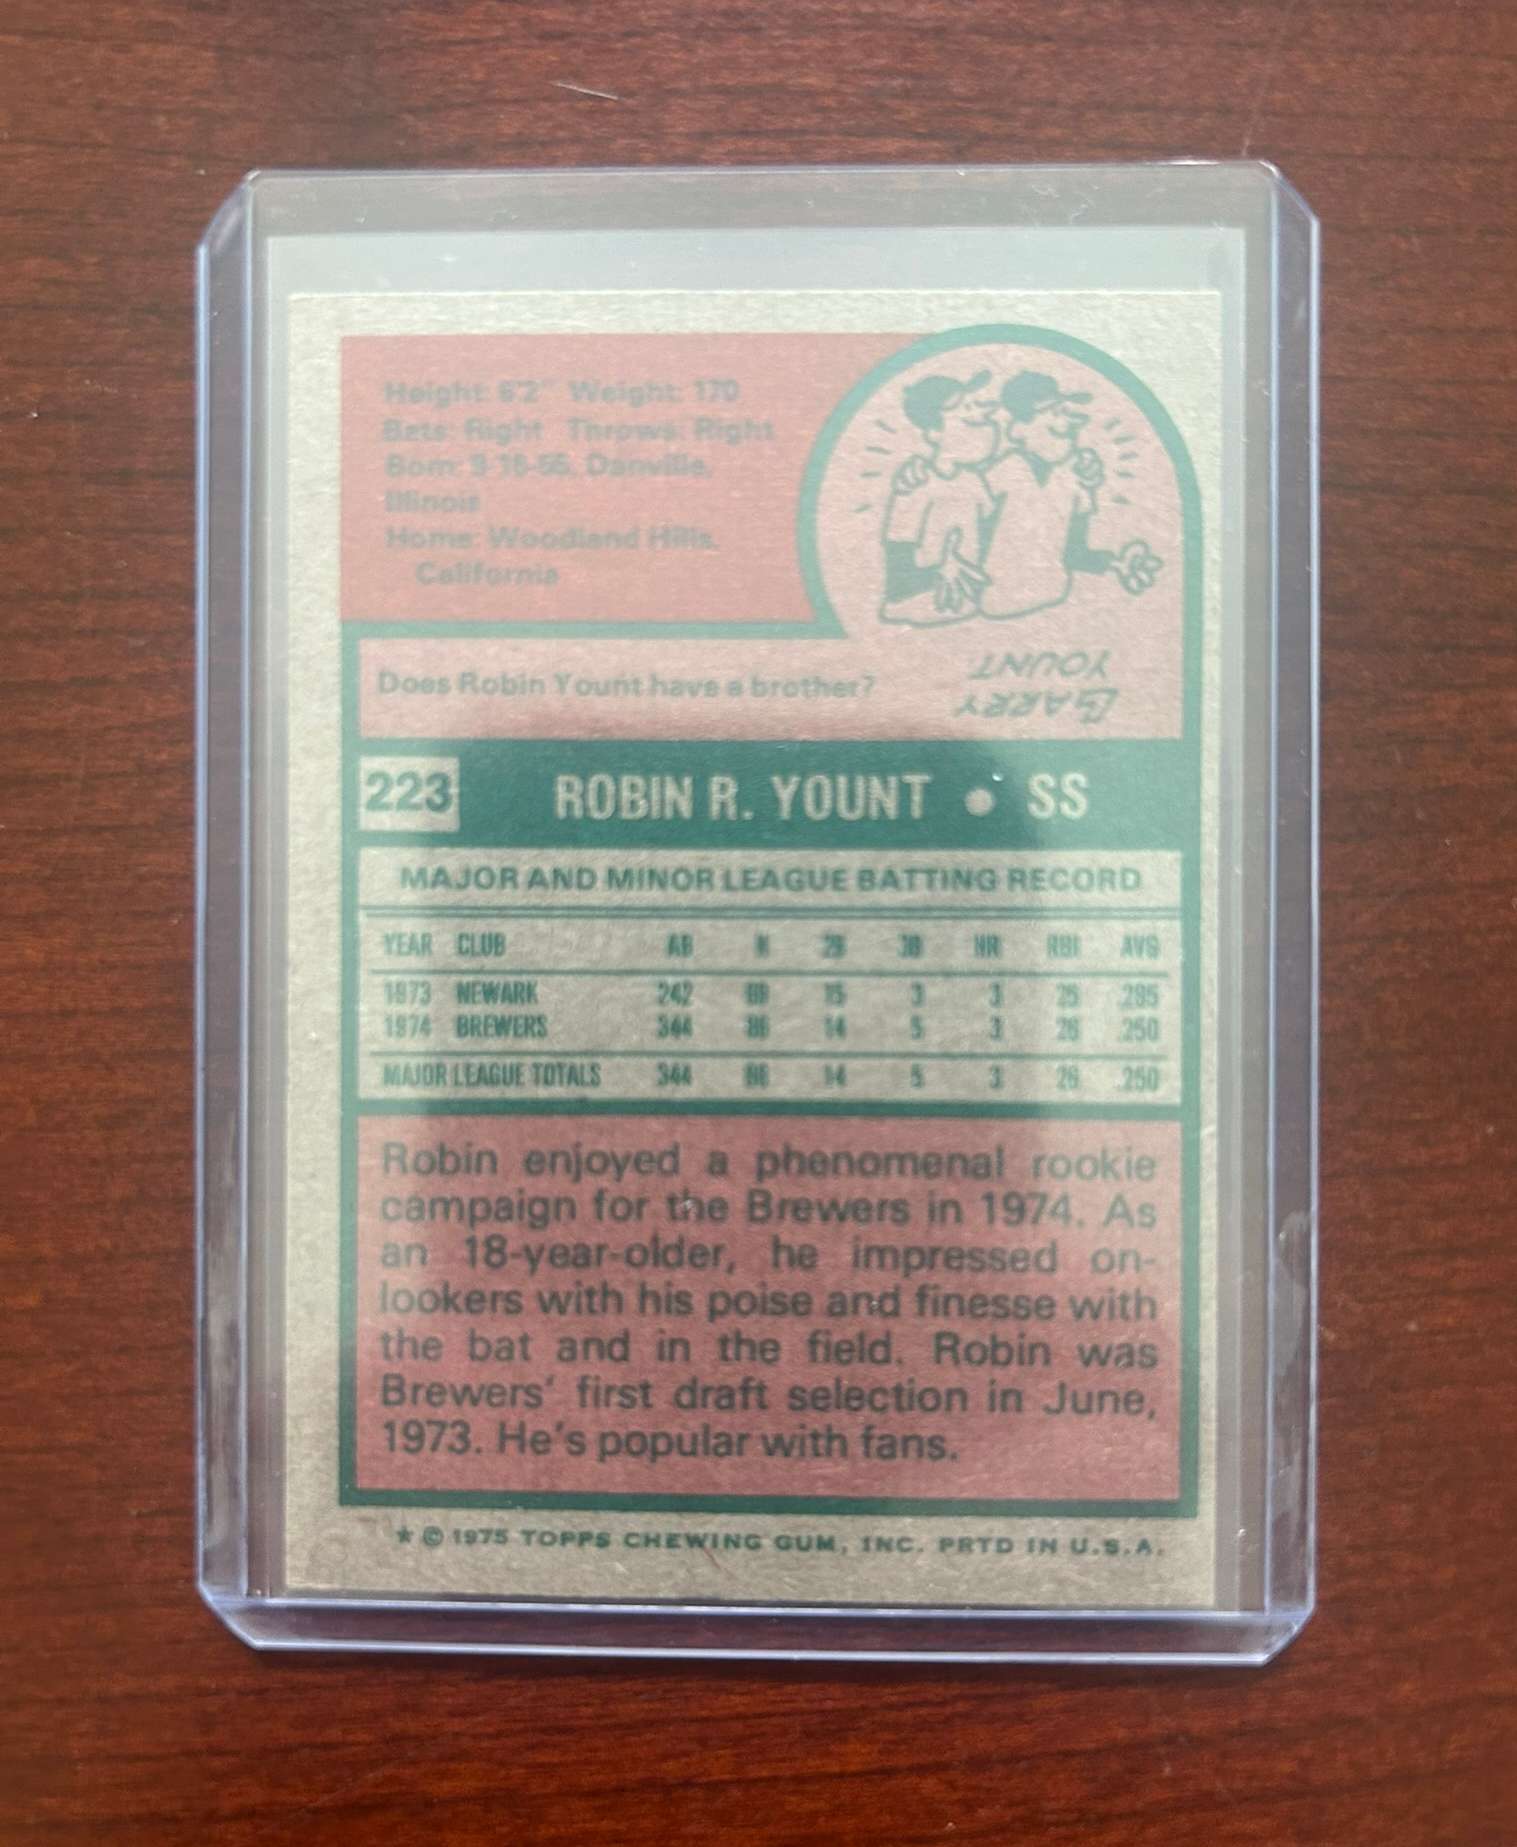 Height: 6'2" Weight: 170
Bats: Right Throws: Right
Born: 9-16-55, Danville,
Illinois
Home: Woodland Hills,
California
Does Robin Yount have a brother?
LARRY
YOUNT
223 ROBIN R. YOUNT • SS
MAJOR AND MINOR LEAGUE BATTING RECORD
YEAR CLUB AB H 2B 3B HR RBI AVG
1973 NEWARK 242 69 15 3 3 25 .285
1974 BREWERS 344 86 14 5 3 26 .250
MAJOR LEAGUE TOTALS 344 86 14 5 3 26 .250
Robin enjoyed a phenomenal rookie
campaign for the Brewers in 1974. As
an 18-year-older, he impressed on-
lookers with his poise and finesse with
the bat and in the field. Robin was
Brewers' first draft selection in June,
1973. He's popular with fans.
★ © 1975 TOPPS CHEWING GUM, INC. PRTD IN U.S.A.